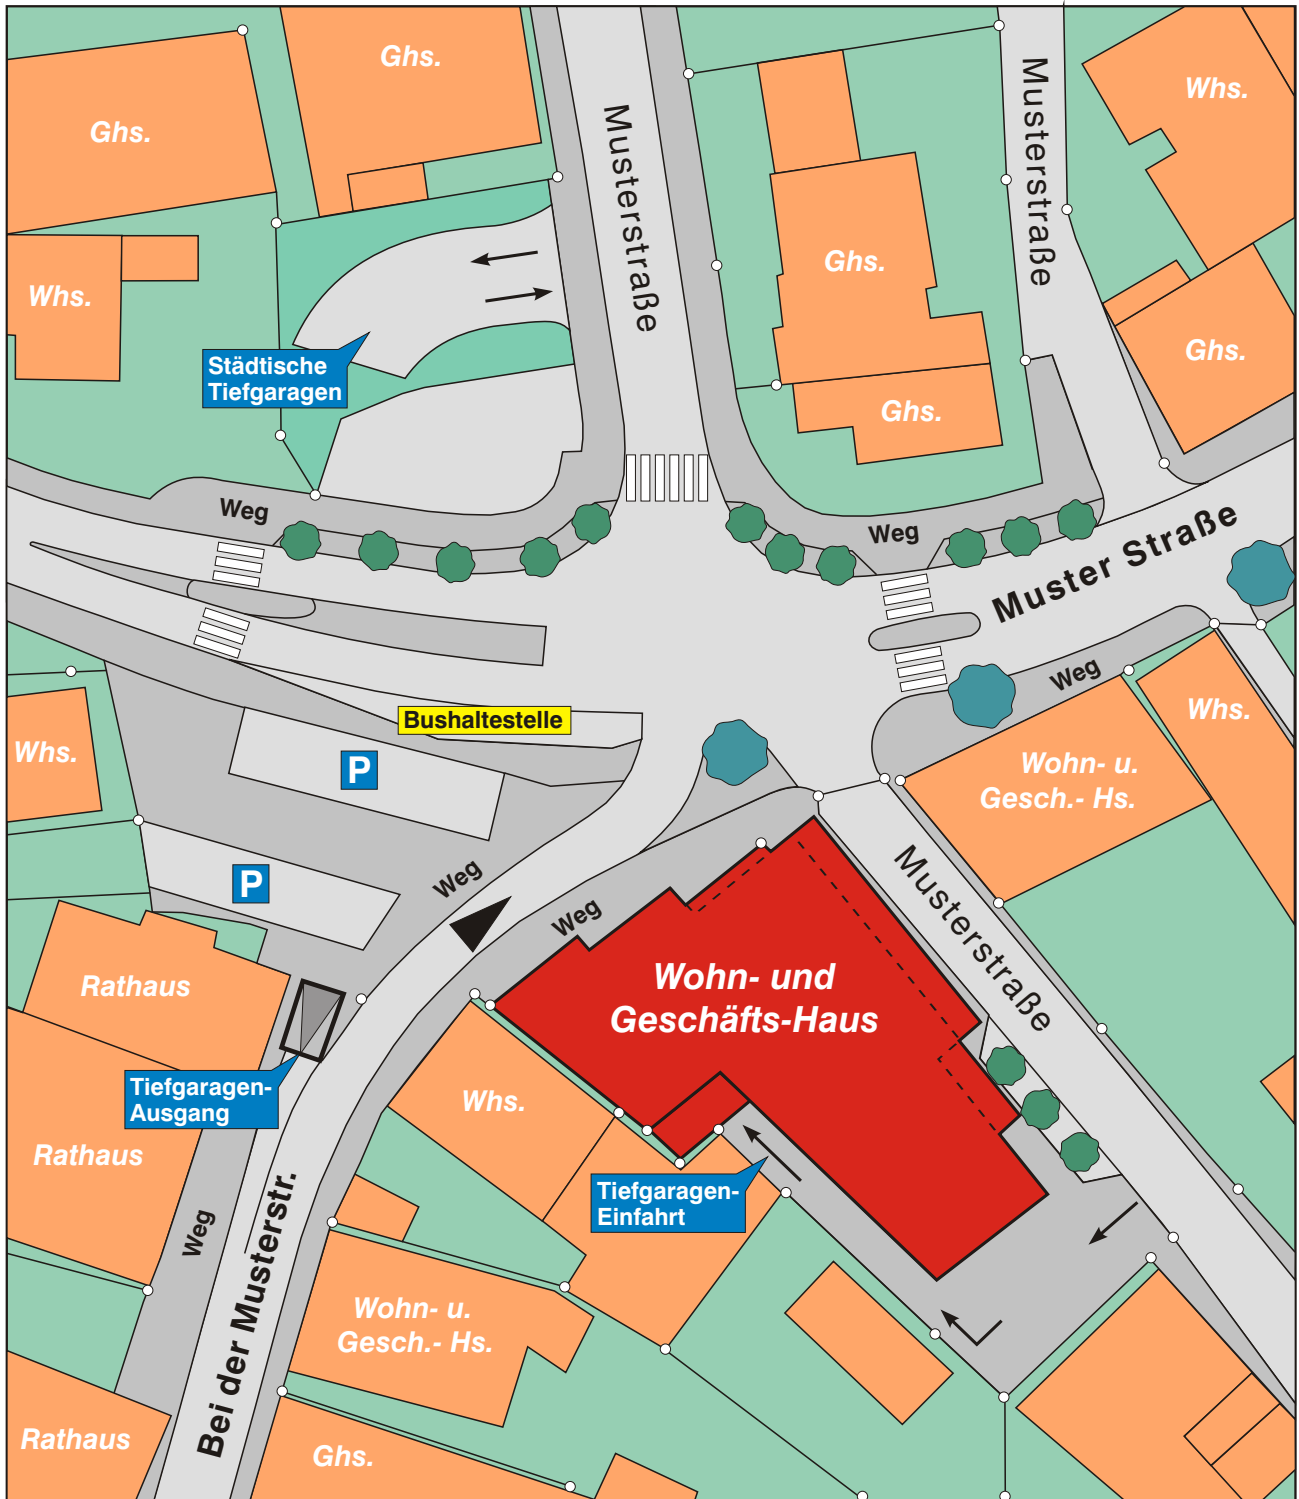 Ghs.
Ghs.
Musterstraße
Musterstraße
Whs.
Whs.
Ghs.
Ghs.
Städtische
Tiefgaragen
Ghs.
Weg
Weg
Muster Straße
Weg
Whs.
Bushaltestelle
Whs.
P
Wohn- u.
Gesch.- Hs.
P
Weg
Weg
Musterstraße
Rathaus
Wohn- und
Geschäfts-Haus
Tiefgaragen-
Ausgang
Whs.
Rathaus
Tiefgaragen-
Einfahrt
Weg
Bei der Musterstr.
Wohn- u.
Gesch.- Hs.
Rathaus
Ghs.